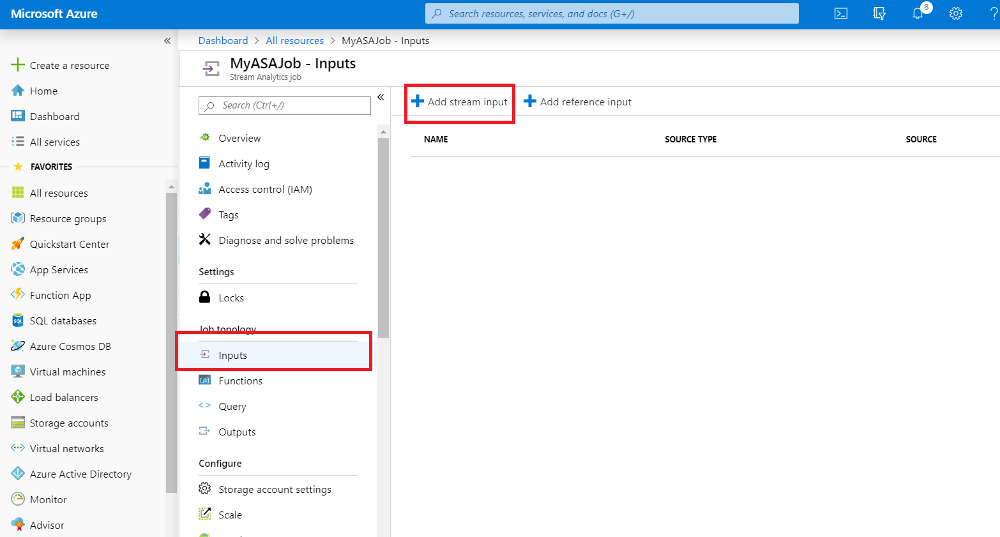 Microsoft Azure
Search resources, services, and docs (G+/)
8
?
«
Dashboard > All resources > MyASAJob - Inputs
Create a resource
Home
Dashboard
All services
FAVORITES
All resources
Resource groups
Quickstart Center
App Services
Function App
SQL databases
Azure Cosmos DB
Virtual machines
Load balancers
Storage accounts
Virtual networks
Azure Active Directory
Monitor
Advisor
MyASAJob - Inputs
Stream Analytics job
Search (Ctrl+/)
«
Overview
Activity log
Access control (IAM)
Tags
Diagnose and solve problems
Settings
Locks
Job topology
Inputs
Functions
Query
Outputs
Configure
Storage account settings
Scale
Add stream input
Add reference input
NAME SOURCE TYPE SOURCE